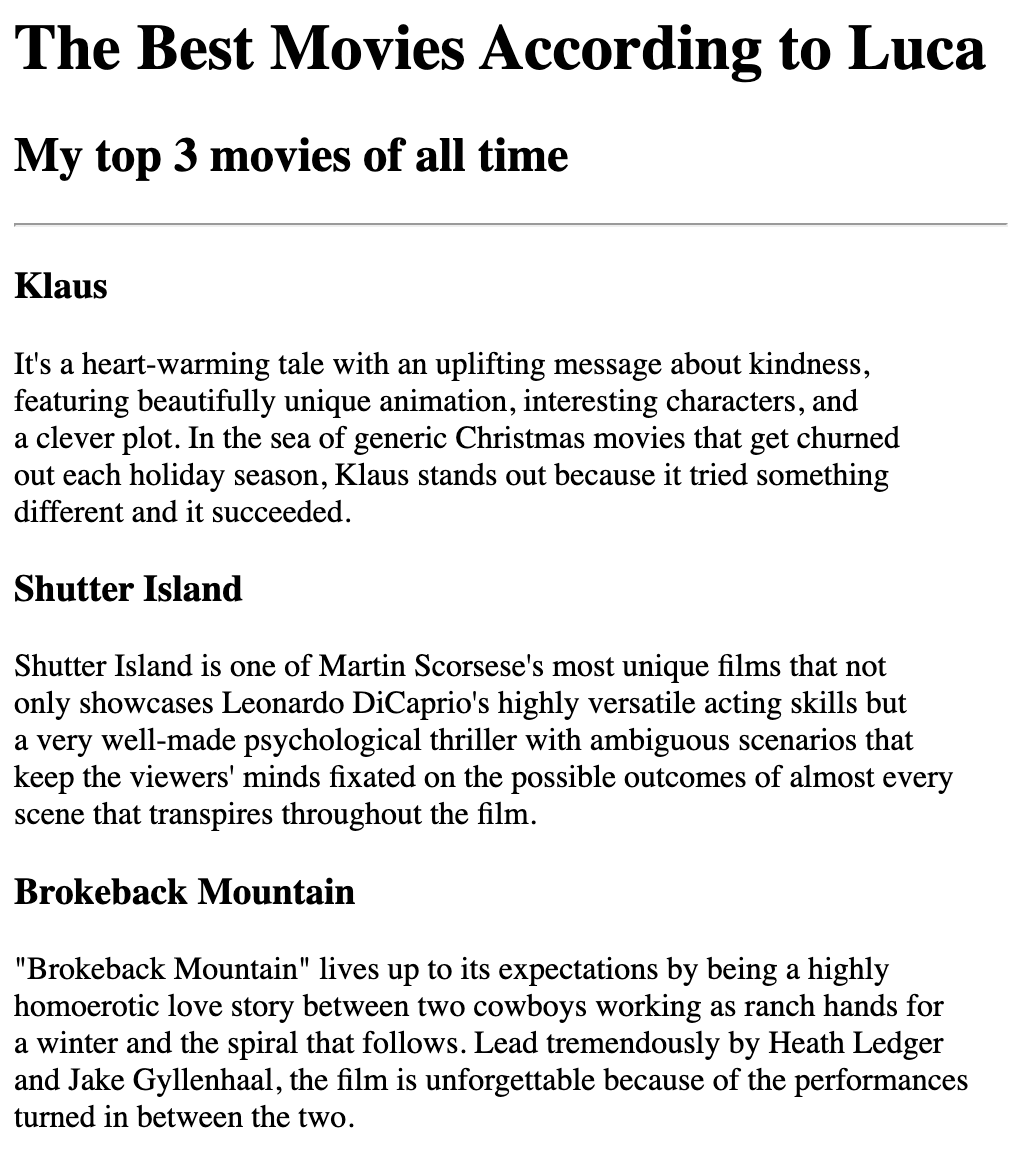 The Best Movies According to Luca
My top 3 movies of all time
Klaus
It's a heart-warming tale with an uplifting message about kindness,
featuring beautifully unique animation, interesting characters, and
a clever plot. In the sea of generic Christmas movies that get churned
out each holiday season, Klaus stands out because it tried something
different and it succeeded.
Shutter Island
Shutter Island is one of Martin Scorsese's most unique films that not
only showcases Leonardo DiCaprio's highly versatile acting skills but
a very well-made psychological thriller with ambiguous scenarios that
keep the viewers' minds fixated on the possible outcomes of almost every
scene that transpires throughout the film.
Brokeback Mountain
"Brokeback Mountain" lives up to its expectations by being a highly
homoerotic love story between two cowboys working as ranch hands for
a winter and the spiral that follows. Lead tremendously by Heath Ledger
and Jake Gyllenhaal, the film is unforgettable because of the performances
turned in between the two.